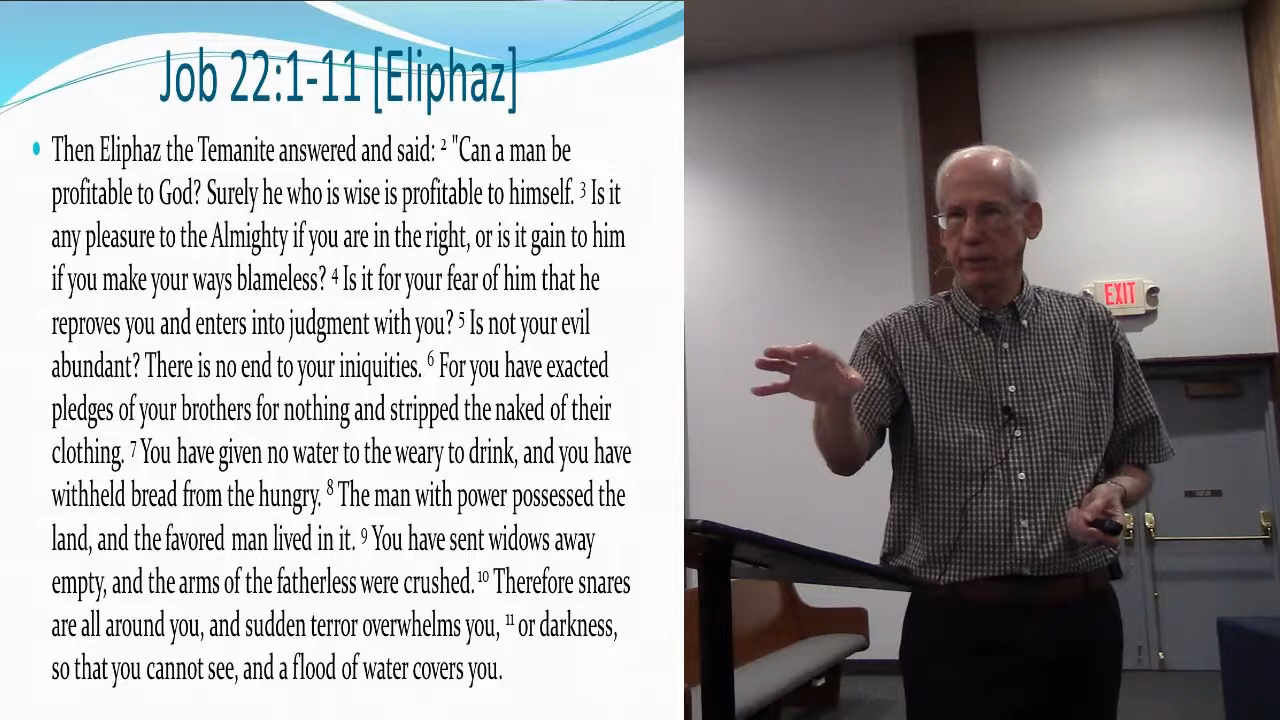 Job 22:1-11 [Eliphaz]
• Then Eliphaz the Temanite answered and said: ² "Can a man be
profitable to God? Surely he who is wise is profitable to himself. ³ Is it
any pleasure to the Almighty if you are in the right, or is it gain to him
if you make your ways blameless? ⁴ Is it for your fear of him that he
reproves you and enters into judgment with you? ⁵ Is not your evil
abundant? There is no end to your iniquities. ⁶ For you have exacted
pledges of your brothers for nothing and stripped the naked of their
clothing. ⁷ You have given no water to the weary to drink, and you have
withheld bread from the hungry. ⁸ The man with power possessed the
land, and the favored man lived in it. ⁹ You have sent widows away
empty, and the arms of the fatherless were crushed. ¹⁰ Therefore snares
are all around you, and sudden terror overwhelms you, ¹¹ or darkness,
so that you cannot see, and a flood of water covers you.
EXIT